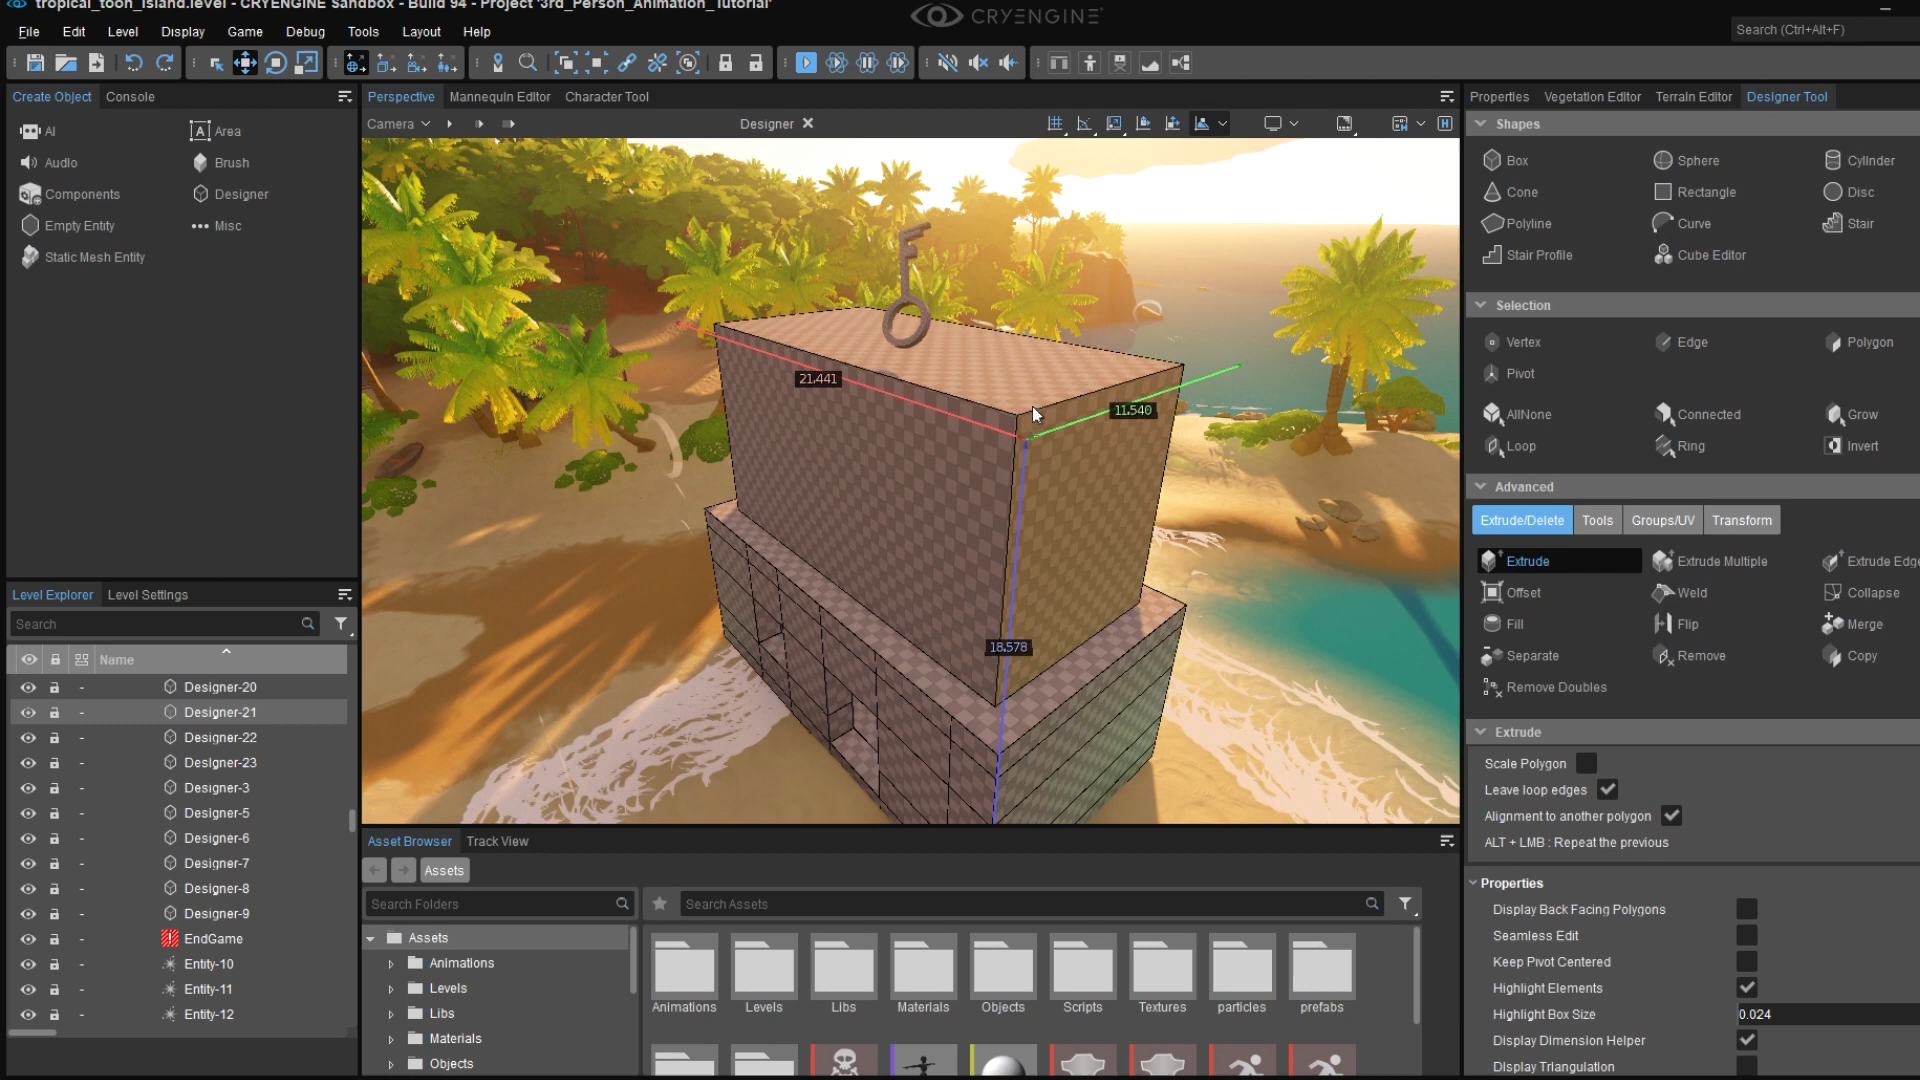 tropical_toon_island.level - CRYENGINE Sandbox - Build 94 - Project '3rd_Person_Animation_Tutorial'
CRYENGINE
File Edit Level Display Game Debug Tools Layout Help
Search (Ctrl+Alt+F)
Create Object Console
AI Area
Audio Brush
Components Designer
Empty Entity Misc
Static Mesh Entity
Perspective Mannequin Editor Character Tool
Camera Designer
21.441
11.540
18.578
Level Explorer Level Settings
Search
Name
Designer-20
Designer-21
Designer-22
Designer-23
Designer-3
Designer-5
Designer-6
Designer-7
Designer-8
Designer-9
EndGame
Entity-10
Entity-11
Entity-12
Asset Browser Track View
Assets
Search Folders
Search Assets
Assets
Animations
Levels
Libs
Materials
Objects
Animations Levels Libs Materials Objects Scripts Textures particles prefabs
Properties Vegetation Editor Terrain Editor Designer Tool
Shapes
Box Sphere Cylinder
Cone Rectangle Disc
Polyline Curve Stair
Stair Profile Cube Editor
Selection
Vertex Edge Polygon
Pivot
AllNone Connected Grow
Loop Ring Invert
Advanced
Extrude/Delete Tools Groups/UV Transform
Extrude Extrude Multiple Extrude Edge
Offset Weld Collapse
Fill Flip Merge
Separate Remove Copy
Remove Doubles
Extrude
Scale Polygon
Leave loop edges
Alignment to another polygon
ALT + LMB : Repeat the previous
Properties
Display Back Facing Polygons
Seamless Edit
Keep Pivot Centered
Highlight Elements
Highlight Box Size 0.024
Display Dimension Helper
Display Triangulation